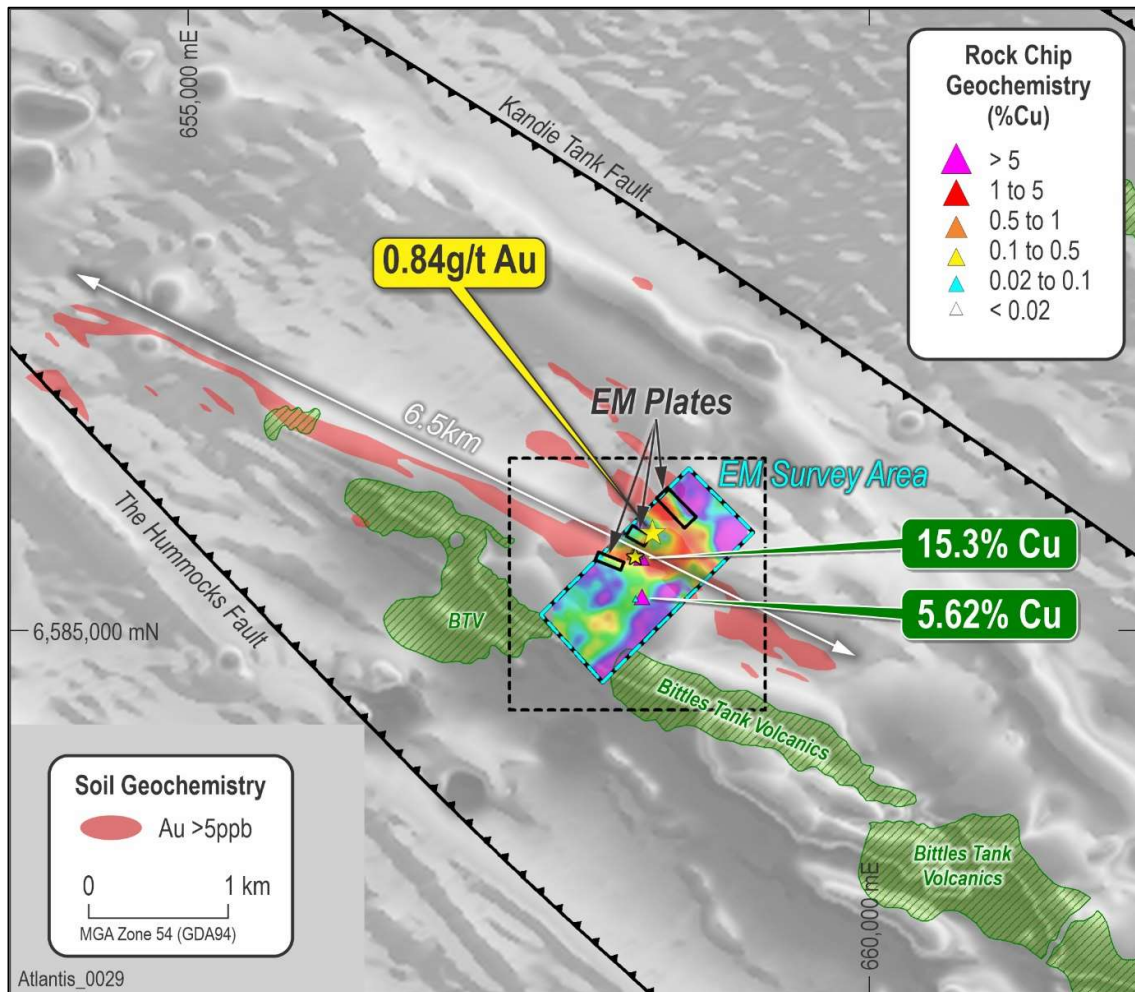 655,000 mE
Kandie Tank Fault
Rock Chip
Geochemistry
(%Cu)
> 5
1 to 5
0.5 to 1
0.1 to 0.5
0.02 to 0.1
< 0.02
0.84g/t Au
EM Plates
6.5km
EM Survey Area
The Hummocks Fault
15.3% Cu
5.62% Cu
6,585,000 mN
BTV
Bittles Tank Volcanics
Bittles Tank
Volcanics
660,000 mE
Soil Geochemistry
Au >5ppb
0
1 km
MGA Zone 54 (GDA94)
Atlantis_0029